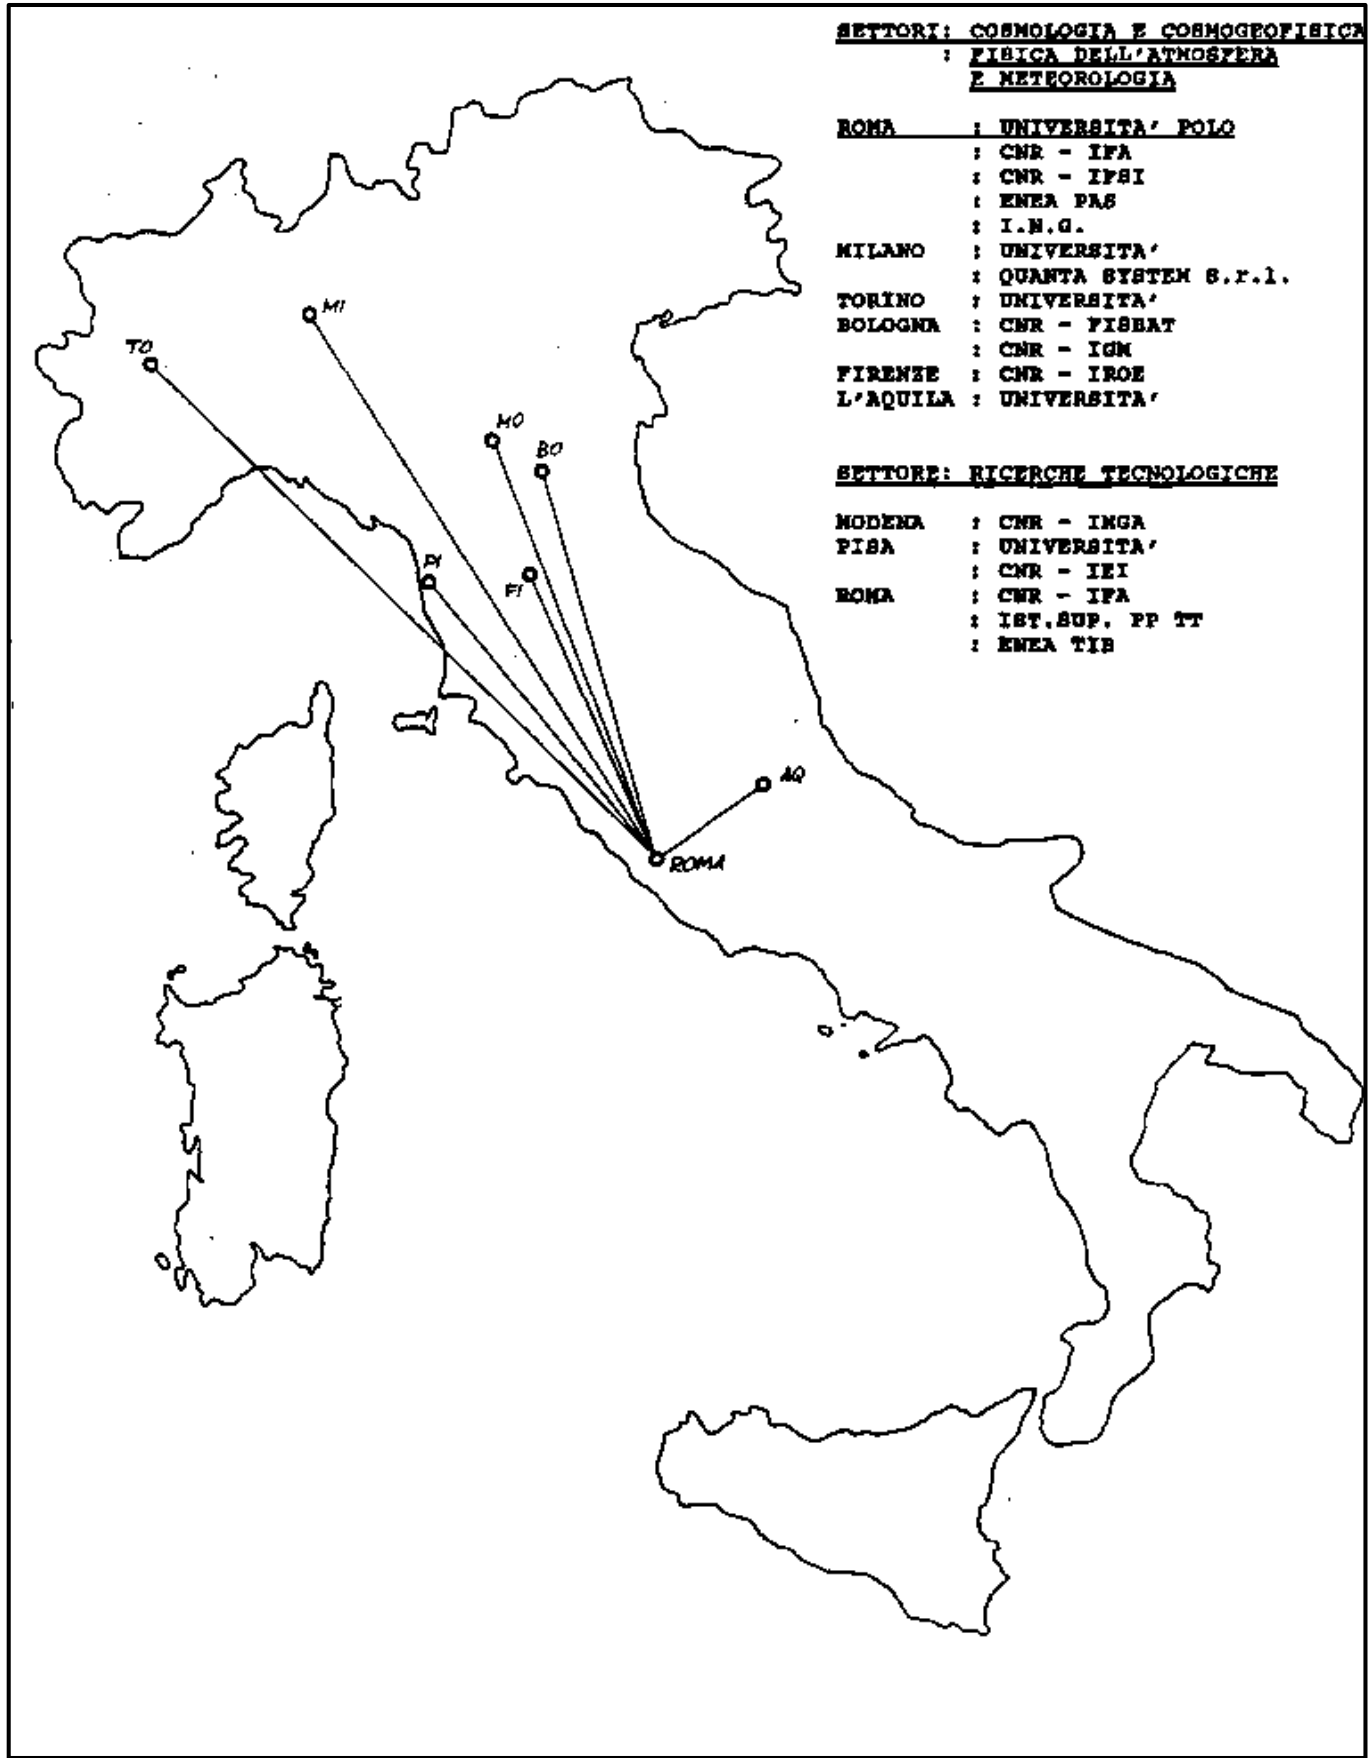 SETTORI: COSMOLOGIA E COSMOGEOFISICA
: FISICA DELL'ATMOSFERA
E METEOROLOGIA
ROMA : UNIVERSITA' POLO
: CNR - IFA
: CNR - IFSI
: ENEA PAS
: I.N.G.
MILANO : UNIVERSITA'
: QUANTA SYSTEM S.r.l.
TORINO : UNIVERSITA'
BOLOGNA : CNR - FISBAT
: CNR - IGM
FIRENZE : CNR - IROE
L'AQUILA : UNIVERSITA'
SETTORE: RICERCHE TECNOLOGICHE
MODENA : CNR - IMGA
PISA : UNIVERSITA'
: CNR - IEI
ROMA : CNR - IFA
: IST.SUP. PP TT
: ENEA TIB
MI
TO
MO
BO
PI
FI
AQ
ROMA